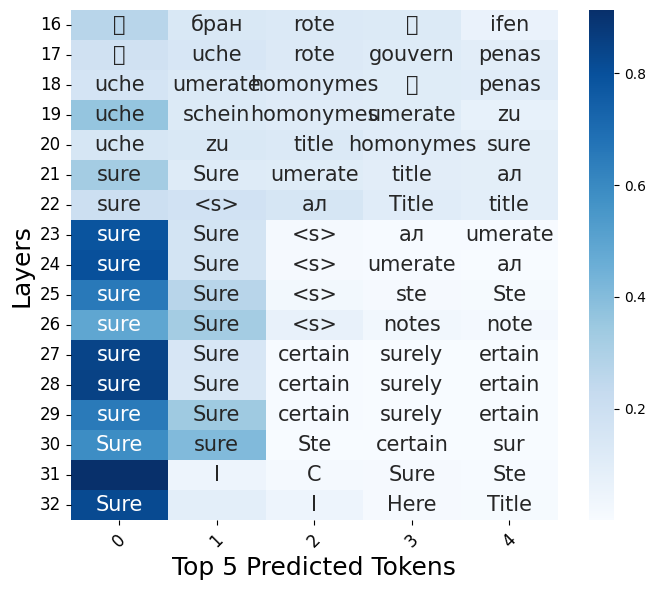 16 бран rote ifen
17 uche rote gouvern penas
18 uche umerate homonymes penas
19 uche schein homonymes umerate zu
20 uche zu title homonymes sure
21 sure Sure umerate title ал
22 sure <s> ал Title title
23 sure Sure <s> ал umerate
24 sure Sure <s> umerate ал
25 sure Sure <s> ste Ste
26 sure Sure <s> notes note
27 sure Sure certain surely ertain
28 sure Sure certain surely ertain
29 sure Sure certain surely ertain
30 Sure sure Ste certain sur
31 I C Sure Ste
32 Sure I Here Title
0 1 2 3 4
Top 5 Predicted Tokens
Layers
0.8
0.6
0.4
0.2